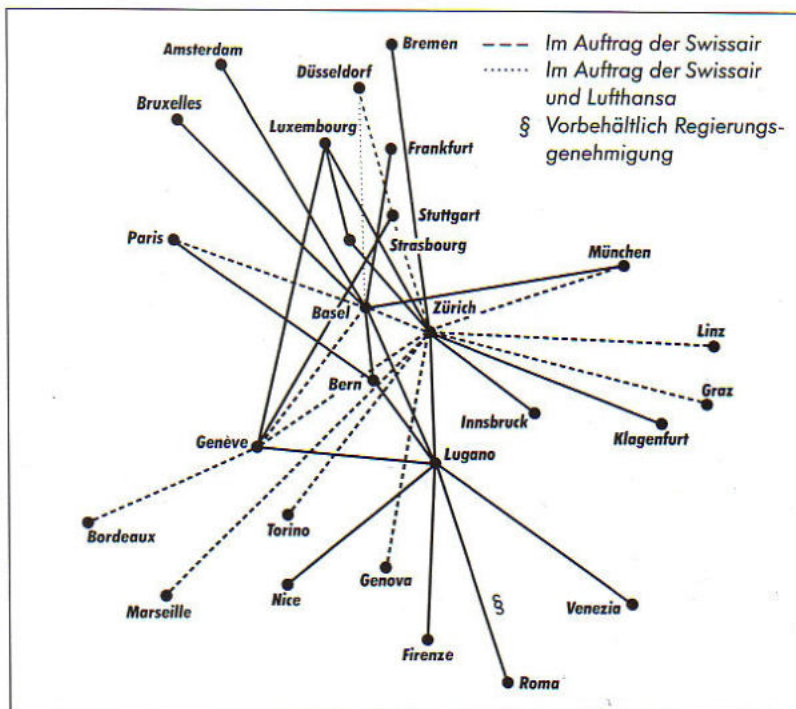 Amsterdam
Bremen
Düsseldorf
Bruxelles
Luxembourg
Frankfurt
Stuttgart
Paris
Strasbourg
München
Basel
Zürich
Linz
Bern
Graz
Innsbruck
Klagenfurt
Genève
Lugano
Bordeaux
Torino
Genova
Marseille
Nice
§
Venezia
Firenze
Roma
--- Im Auftrag der Swissair
...... Im Auftrag der Swissair
und Lufthansa
§ Vorbehältlich Regierungs-
genehmigung